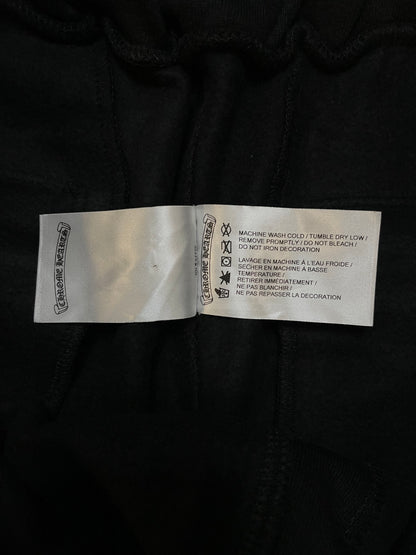 CHROME HEARTS
CHROME HEARTS
MACHINE WASH COLD / TUMBLE DRY LOW /
REMOVE PROMPTLY / DO NOT BLEACH /
DO NOT IRON DECORATION
LAVAGE EN MACHINE À L'EAU FROIDE /
SECHER EN MACHINE À BASSE
TEMPERATURE /
RETIRER IMMÉDIATEMENT /
NE PAS BLANCHIR /
NE PAS REPASSER LA DECORATION